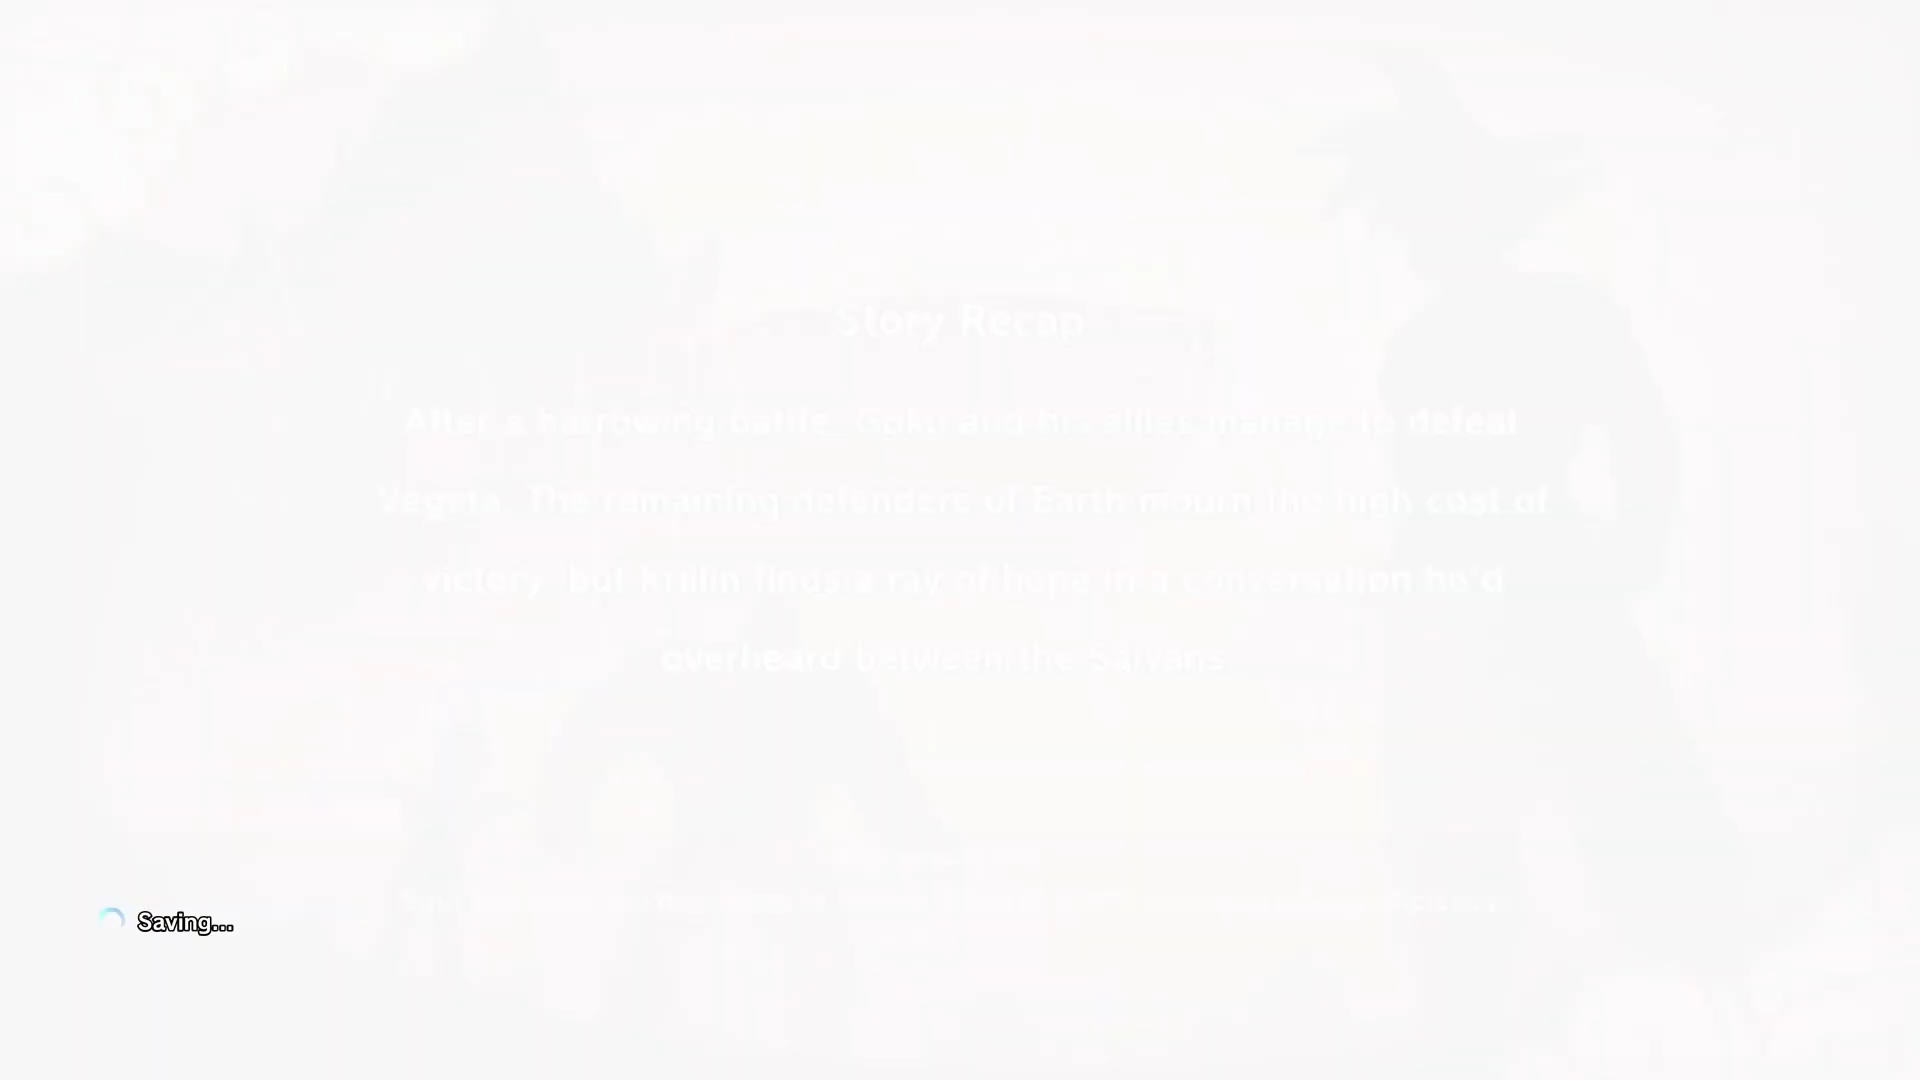 Story Recap
After a harrowing battle, Goku and his allies manage to defeat
Vegeta. The remaining defenders of Earth mourn the high cost of
victory, but Krillin finds a ray of hope in a conversation he'd
overheard between the Saiyans.
Saving...